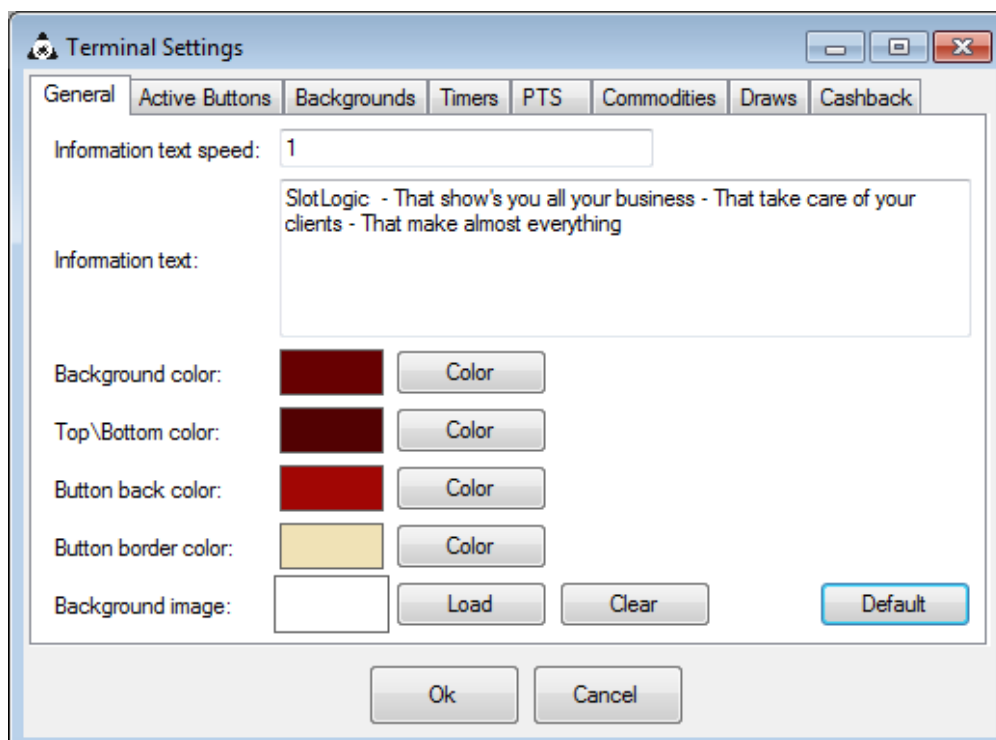 Terminal Settings
General Active Buttons Backgrounds Timers PTS Commodities Draws Cashback
Information text speed: 1
SlotLogic  - That show's you all your business - That take care of your
clients - That make almost everything
Information text:
Background color: Color
Top\Bottom color: Color
Button back color: Color
Button border color: Color
Background image: Load Clear Default
Ok Cancel